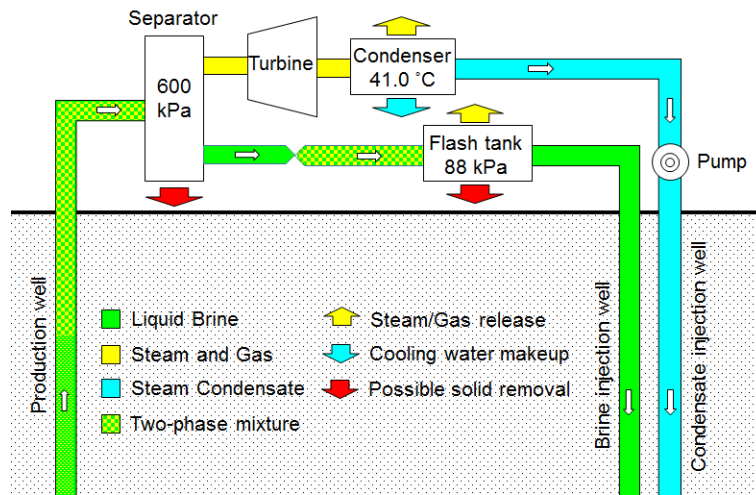 Separator
600
kPa
Turbine
Condenser
41.0 ˚C
Flash tank
88 kPa
Pump
Production well
Liquid Brine
Steam and Gas
Steam Condensate
Two-phase mixture
Steam/Gas release
Cooling water makeup
Possible solid removal
Brine injection well
Condensate injection well